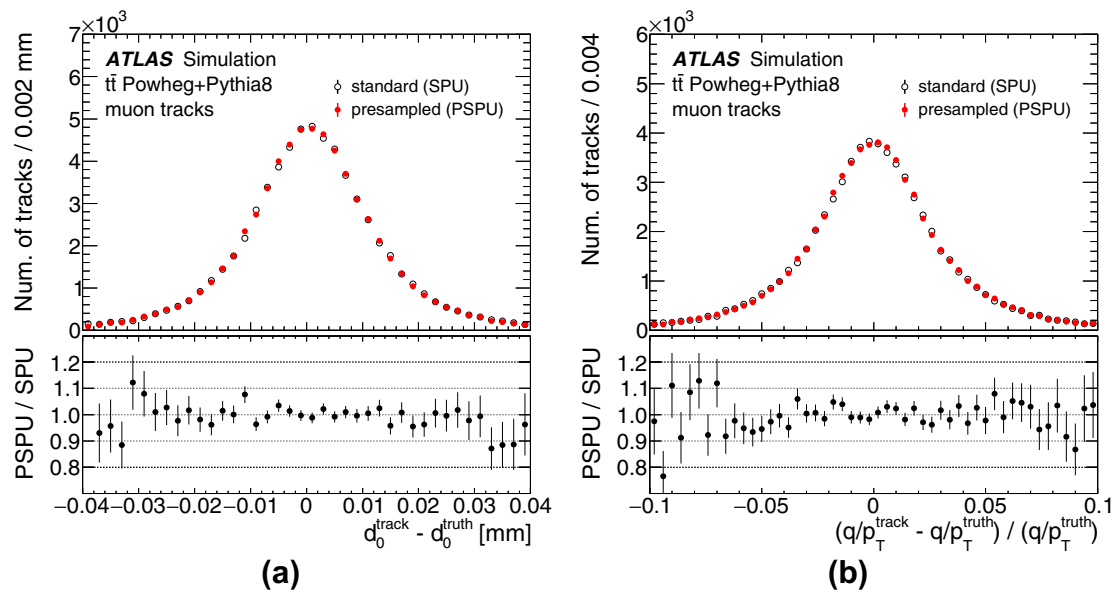 ×10³
7
6
5
4
3
2
1
0
Num. of tracks / 0.002 mm
ATLAS Simulation
tt̄ Powheg+Pythia8
muon tracks
standard (SPU)
presampled (PSPU)
1.2
1.1
1.0
0.9
0.8
PSPU / SPU
−0.04 −0.03 −0.02 −0.01 0 0.01 0.02 0.03 0.04
d₀^track - d₀^truth [mm]
(a)
×10³
6
5
4
3
2
1
0
Num. of tracks / 0.004
ATLAS Simulation
tt̄ Powheg+Pythia8
muon tracks
standard (SPU)
presampled (PSPU)
1.2
1.1
1.0
0.9
0.8
PSPU / SPU
−0.1 −0.05 0 0.05 0.1
(q/p_T^track - q/p_T^truth) / (q/p_T^truth)
(b)